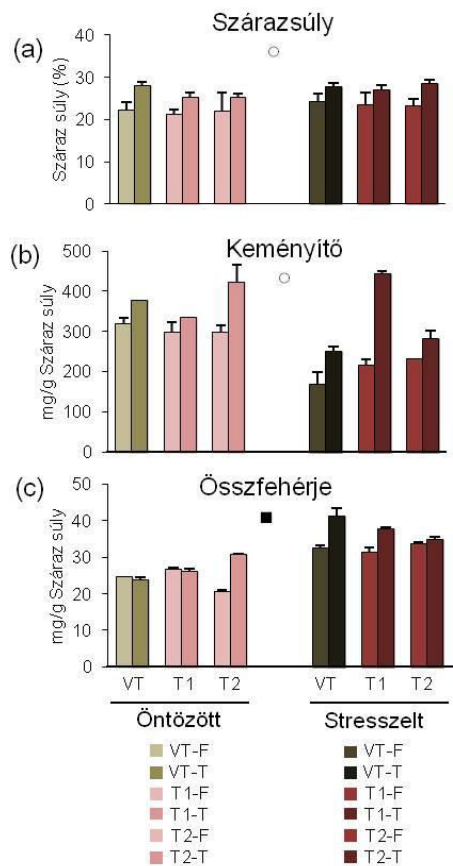 (a)
Szárazsúly
Száraz súly (%)
40
30
20
10
0
(b)
Keményítő
mg/g Száraz súly
500
400
300
200
100
0
(c)
Összfehérje
mg/g Száraz súly
50
40
30
20
10
0
VT T1 T2 VT T1 T2
Öntözött Stresszelt
VT-F VT-F
VT-T VT-T
T1-F T1-F
T1-T T1-T
T2-F T2-F
T2-T T2-T